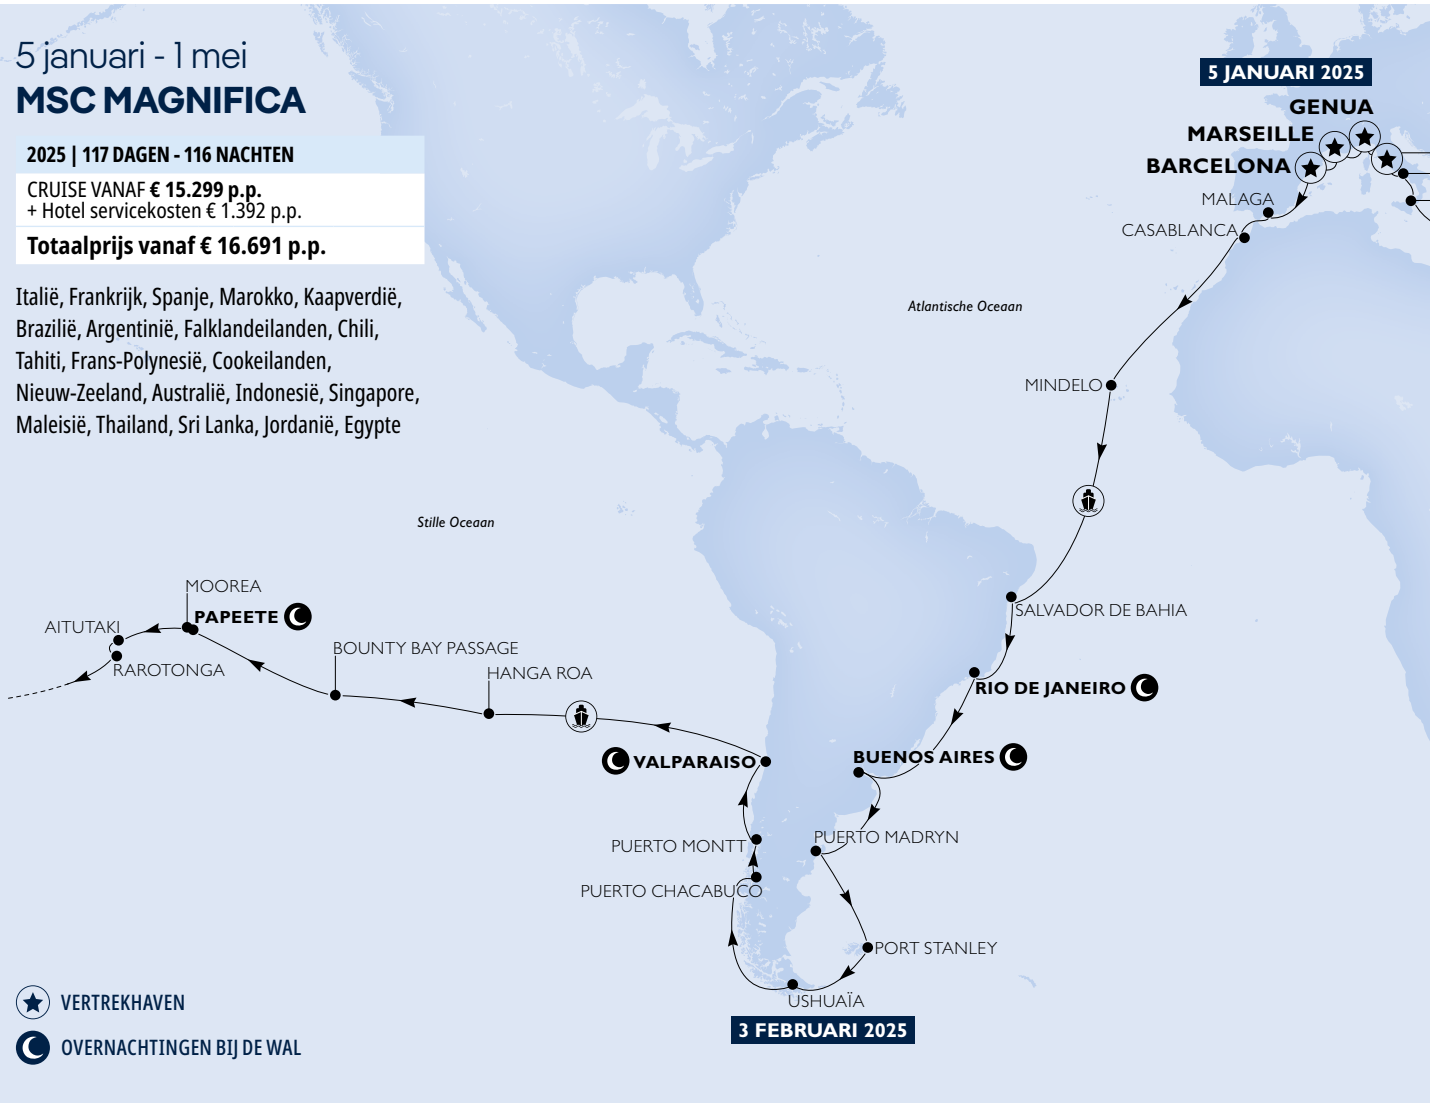 5 januari - 1 mei
MSC MAGNIFICA
2025 | 117 DAGEN - 116 NACHTEN
CRUISE VANAF € 15.299 p.p.
+ Hotel servicekosten € 1.392 p.p.
Totaalprijs vanaf € 16.691 p.p.
Italië, Frankrijk, Spanje, Marokko, Kaapverdië,
Brazilië, Argentinië, Falklandeilanden, Chili,
Tahiti, Frans-Polynesië, Cookeilanden,
Nieuw-Zeeland, Australië, Indonesië, Singapore,
Maleisië, Thailand, Sri Lanka, Jordanië, Egypte
5 JANUARI 2025
GENUA
MARSEILLE
BARCELONA
MALAGA
CASABLANCA
Atlantische Oceaan
MINDELO
Stille Oceaan
MOOREA
PAPEETE
AITUTAKI
RAROTONGA
BOUNTY BAY PASSAGE
HANGA ROA
SALVADOR DE BAHIA
RIO DE JANEIRO
BUENOS AIRES
VALPARAISO
PUERTO MONTT
PUERTO MADRYN
PUERTO CHACABUCO
PORT STANLEY
USHUAÏA
3 FEBRUARI 2025
VERTREKHAVEN
OVERNACHTINGEN BIJ DE WAL